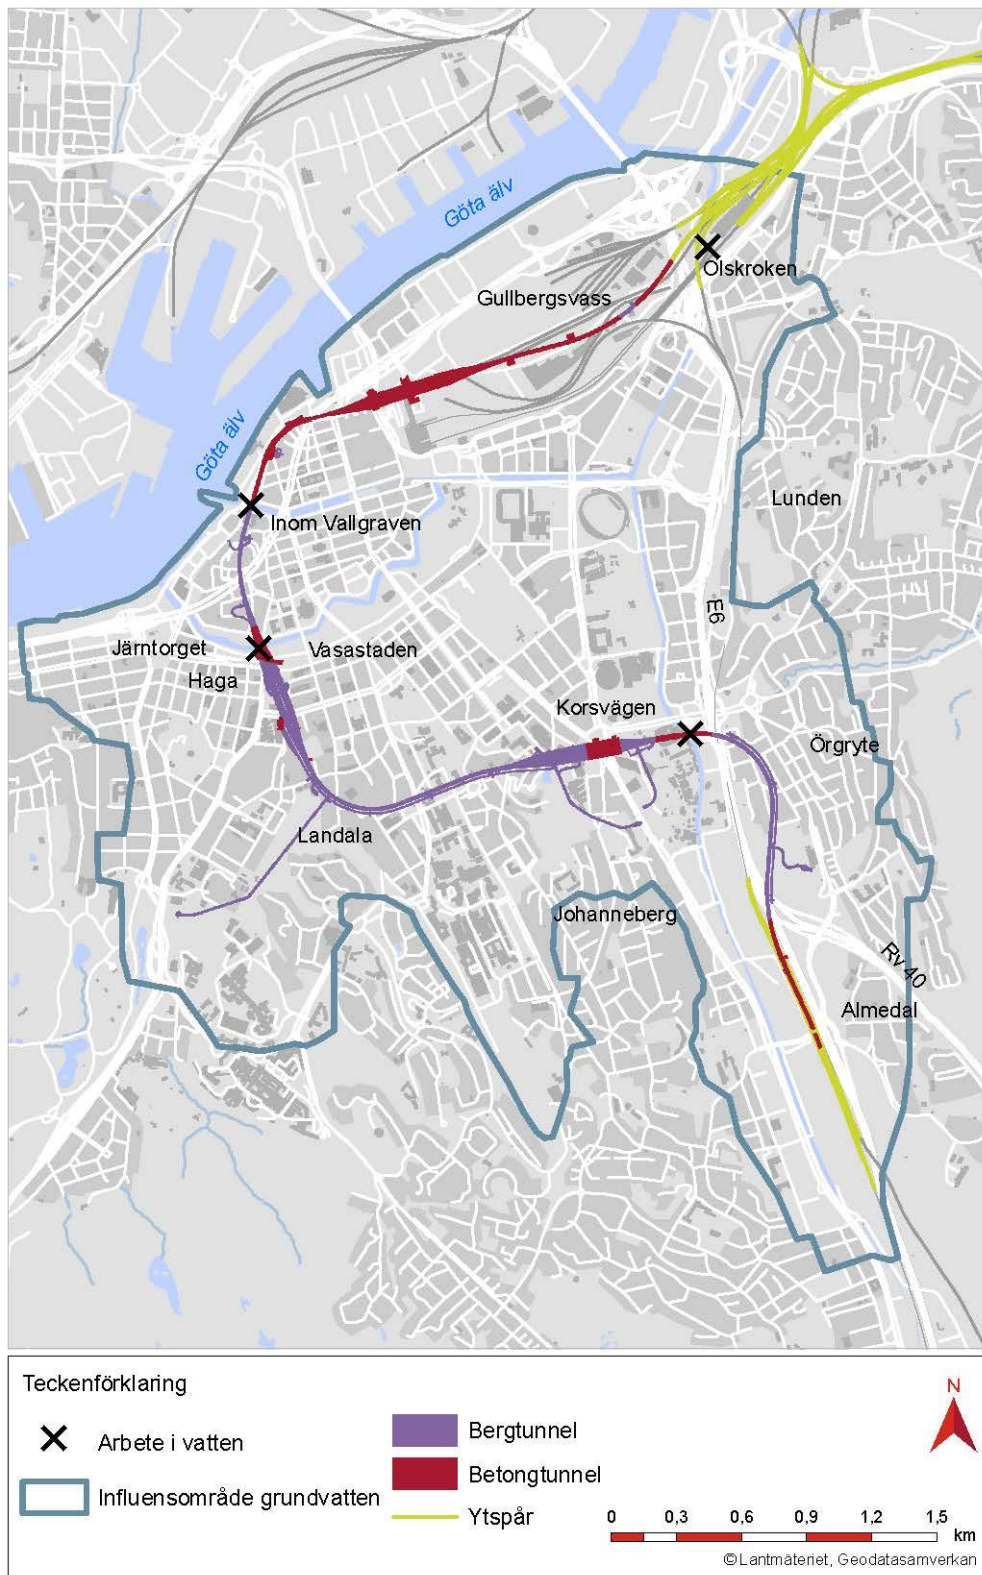 Göta älv
Olskroken
Gullbergsvass
Göta älv
Lunden
Inom Vallgraven
E6
Järntorget
Vasastaden
Haga
Korsvägen
Örgryte
Landala
Johanneberg
Rv 40
Almedal
Teckenförklaring
Arbete i vatten
Influensområde grundvatten
Bergtunnel
Betongtunnel
Ytspår
N
0 0,3 0,6 0,9 1,2 1,5
km
© Lantmäteriet, Geodatasamverkan